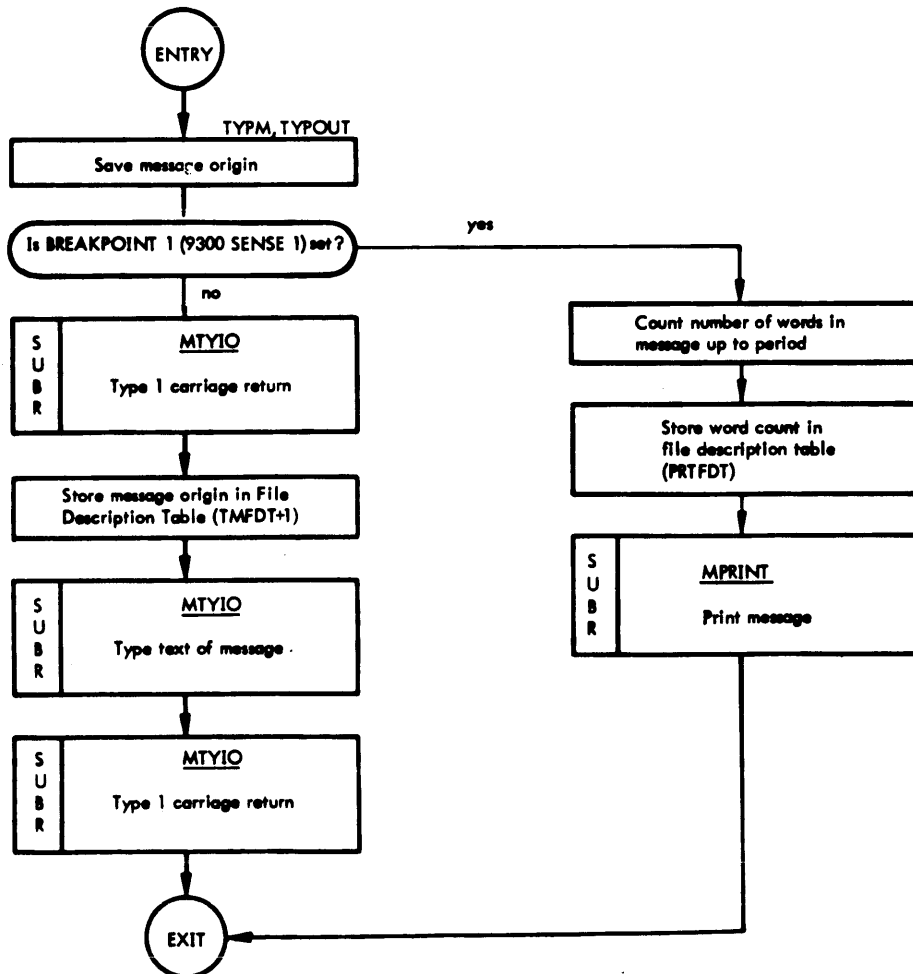 ENTRY
TYPM, TYPOUT
Save message origin
Is BREAKPOINT 1 (9300 SENSE 1) set?
yes
no
SUBR
MTYIO
Type 1 carriage return
Store message origin in File
Description Table (TMFDT+1)
SUBR
MTYIO
Type text of message
SUBR
MTYIO
Type 1 carriage return
Count number of words in
message up to period
Store word count in
file description table
(PRTFDT)
SUBR
MPRINT
Print message
EXIT